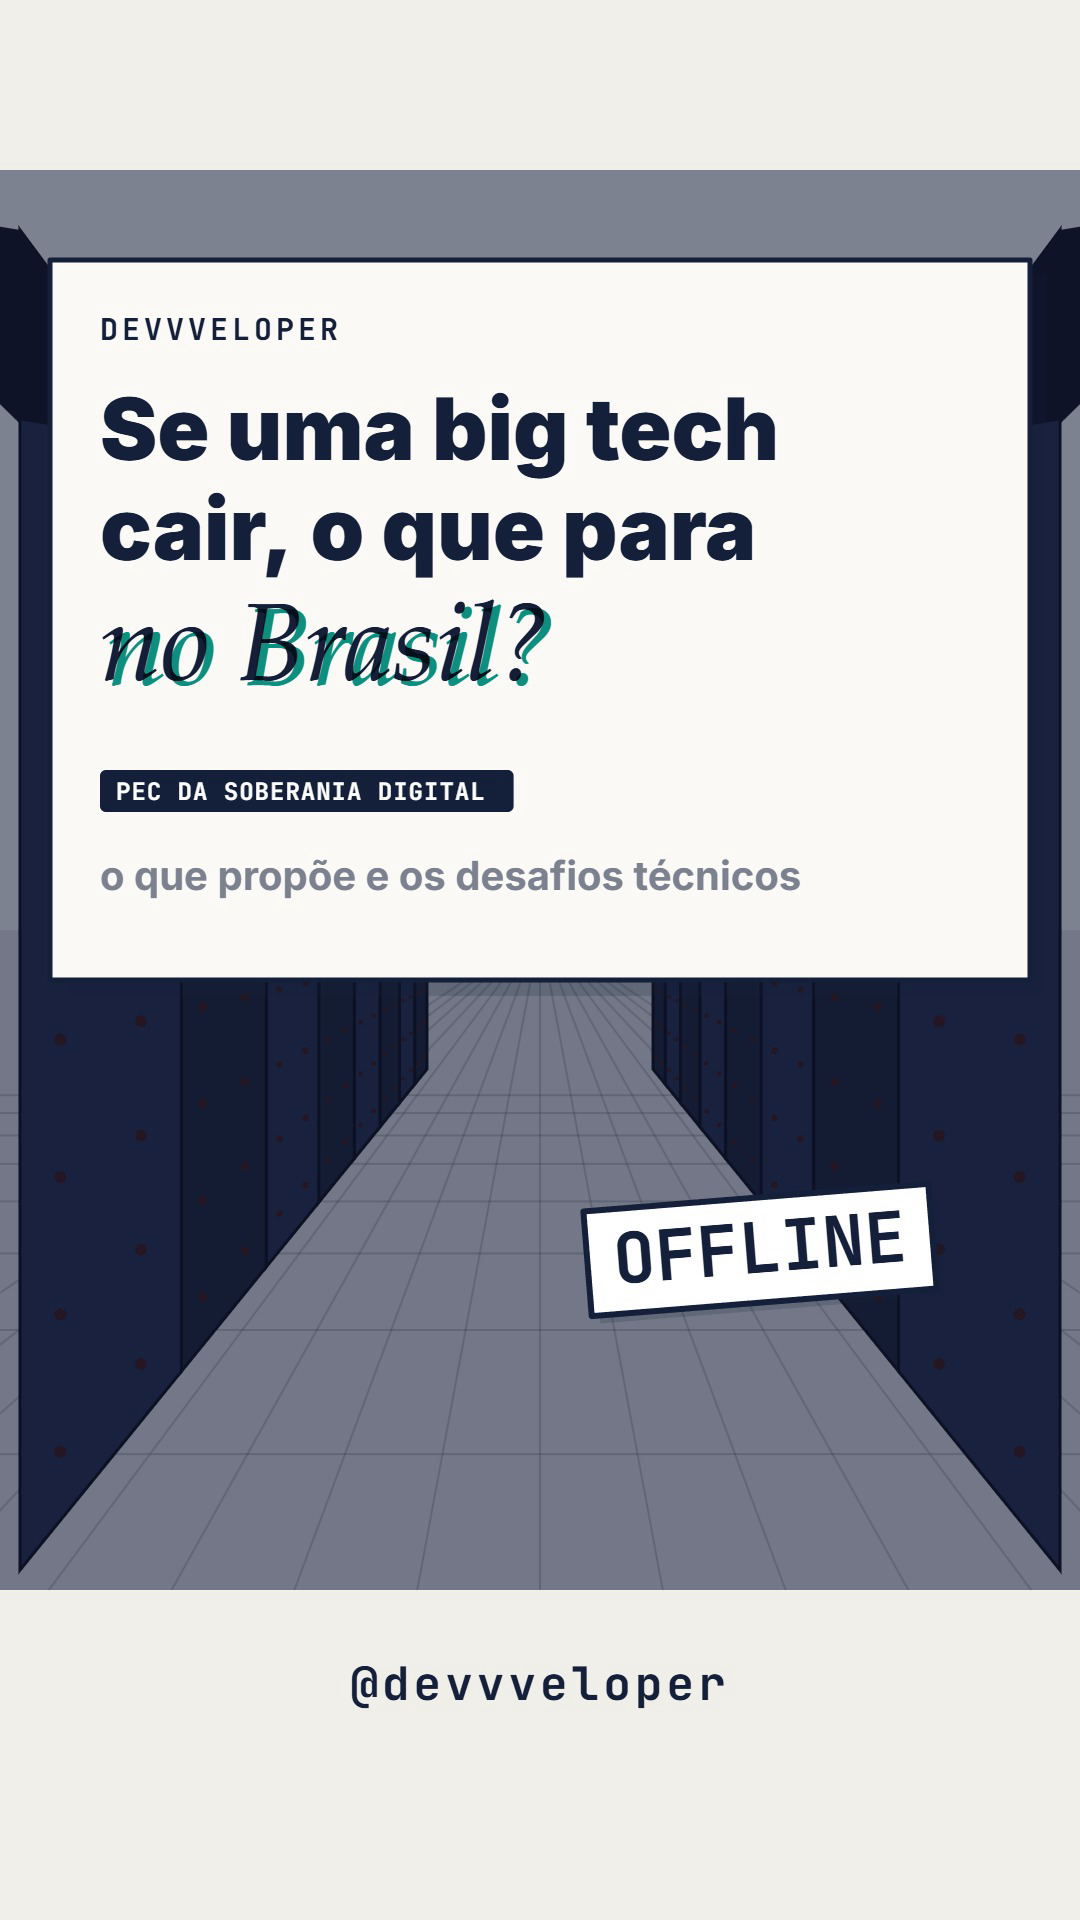 DEVVVELOPER
Se uma big tech
cair, o que para
no Brasil?
PEC DA SOBERANIA DIGITAL
o que propõe e os desafios técnicos
OFFLINE
@devvveloper